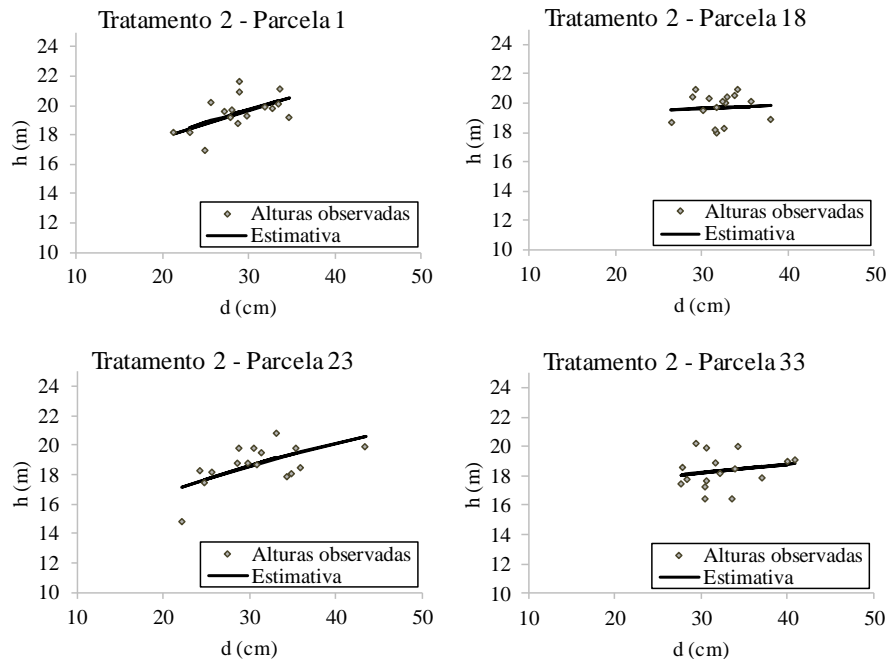 Tratamento 2 - Parcela 1
24
22
20
18
16
14
12
10
h (m)
Alturas observadas
Estimativa
10 20 30 40 50
d (cm)
Tratamento 2 - Parcela 18
24
22
20
18
16
14
12
10
h (m)
Alturas observadas
Estimativa
10 20 30 40 50
d (cm)
Tratamento 2 - Parcela 23
24
22
20
18
16
14
12
10
h (m)
Alturas observadas
Estimativa
10 20 30 40 50
d (cm)
Tratamento 2 - Parcela 33
24
22
20
18
16
14
12
10
h (m)
Alturas observadas
Estimativa
10 20 30 40 50
d (cm)